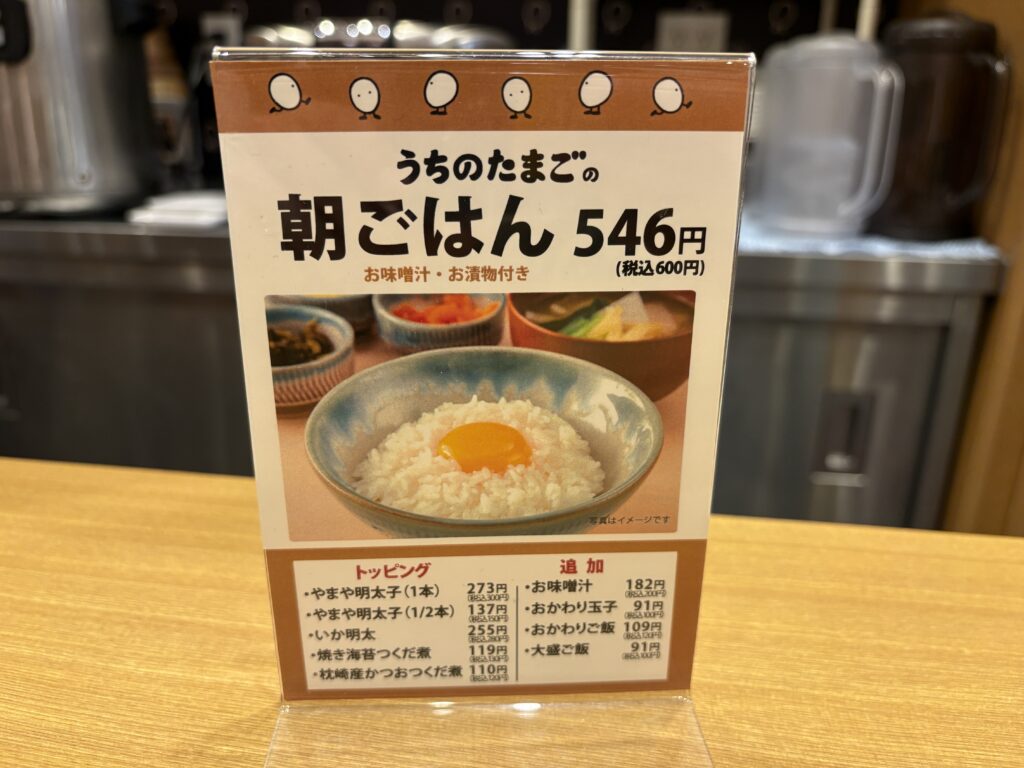 うちのたまごの
朝ごはん 546円
(税込600円)
お味噌汁・お漬物付き
写真はイメージです
トッピング
・やまや明太子(1本) 273円
(税込300円)
・やまや明太子(1/2本) 137円
(税込150円)
・いか明太 255円
(税込280円)
・焼き海苔つくだ煮 119円
(税込130円)
・枕崎産かつおつくだ煮 110円
(税込120円)
追加
・お味噌汁 182円
(税込200円)
・おかわり玉子 91円
(税込100円)
・おかわりご飯 109円
(税込120円)
・大盛ご飯 91円
(税込100円)